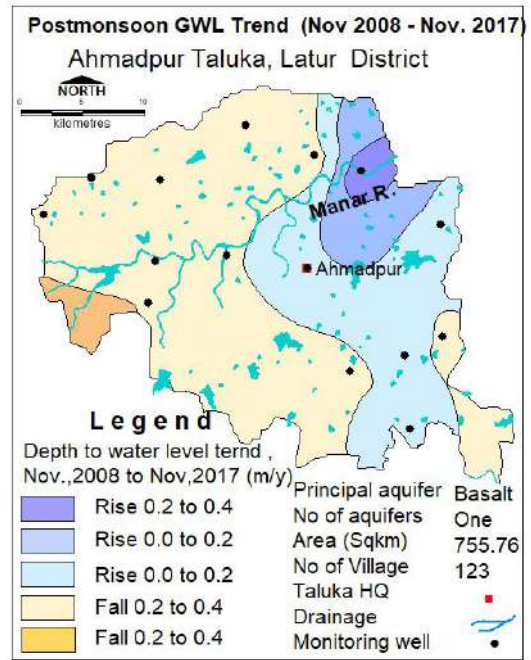 Postmonsoon GWL Trend (Nov 2008 - Nov. 2017)
Ahmadpur Taluka, Latur District
NORTH
0 5 10
kilometres
Manar R.
Ahmadpur
Legend
Depth to water level ternd ,
Nov.,2008 to Nov,2017 (m/y)
Rise 0.2 to 0.4
Rise 0.0 to 0.2
Rise 0.0 to 0.2
Fall 0.2 to 0.4
Fall 0.2 to 0.4
Principal aquifer Basalt
No of aquifers One
Area (Sqkm) 755.76
No of Village 123
Taluka HQ
Drainage
Monitoring well